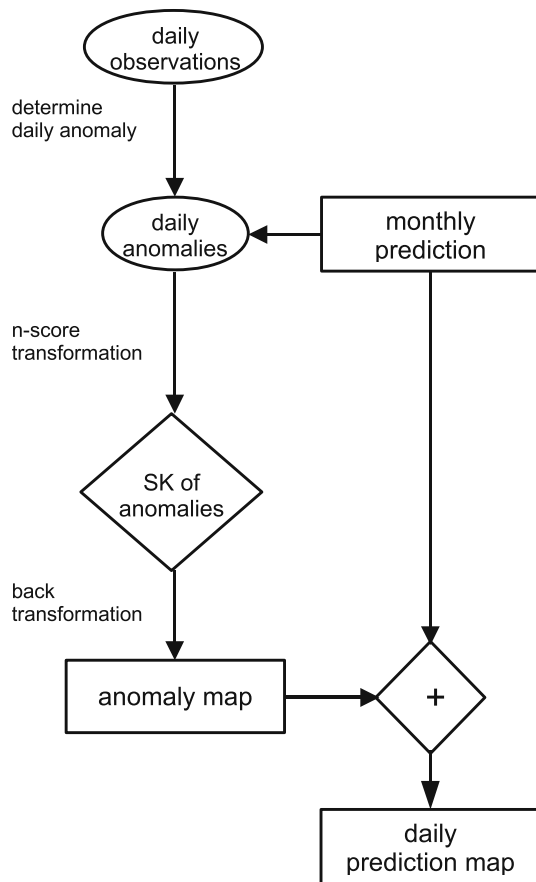 daily
observations
determine
daily anomaly
daily
anomalies
monthly
prediction
n-score
transformation
SK of
anomalies
back
transformation
anomaly map
+
daily
prediction map